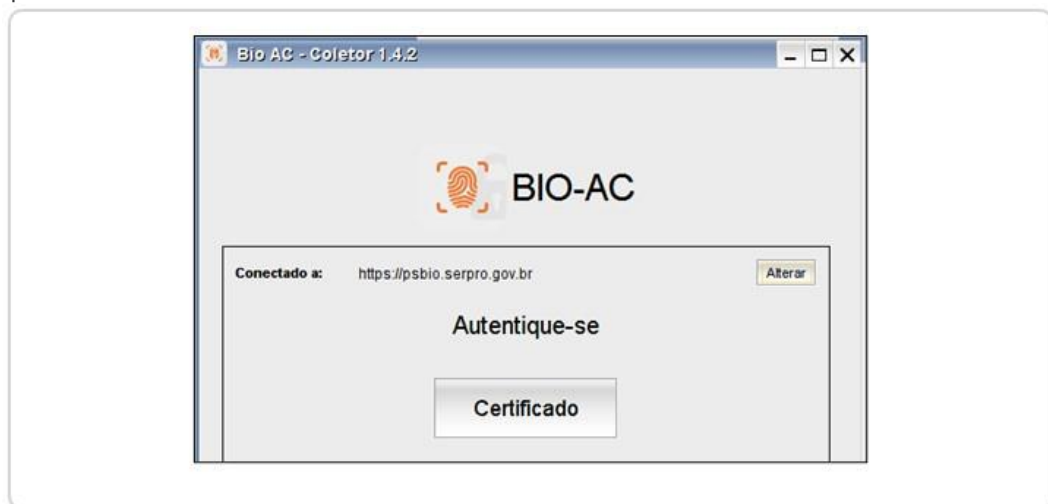 Bio AC - Coletor 1.4.2
BIO-AC
Conectado a: https://psbio.serpro.gov.br Alterar
Autentique-se
Certificado